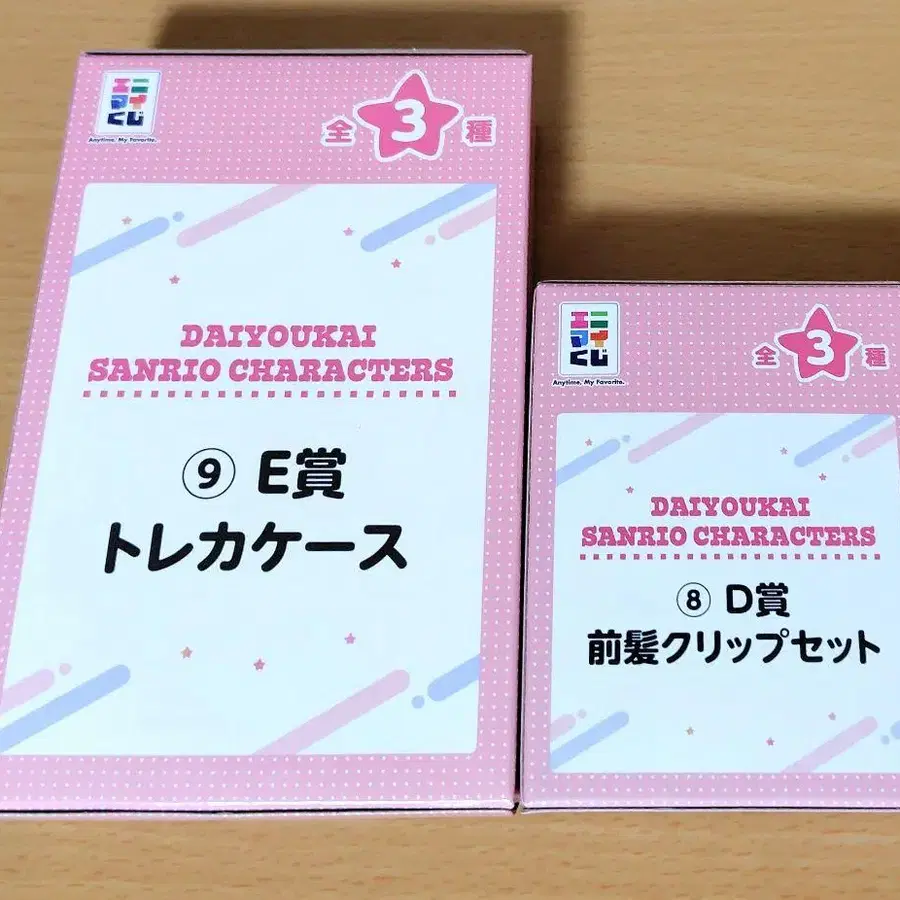 エニ
マイ
くじ
Anytime, My Favorite.
全3種
DAIYOUKAI
SANRIO CHARACTERS
⑨ E賞
トレカケース
エニ
マイ
くじ
Anytime, My Favorite.
全3種
DAIYOUKAI
SANRIO CHARACTERS
⑧ D賞
前髪クリップセット